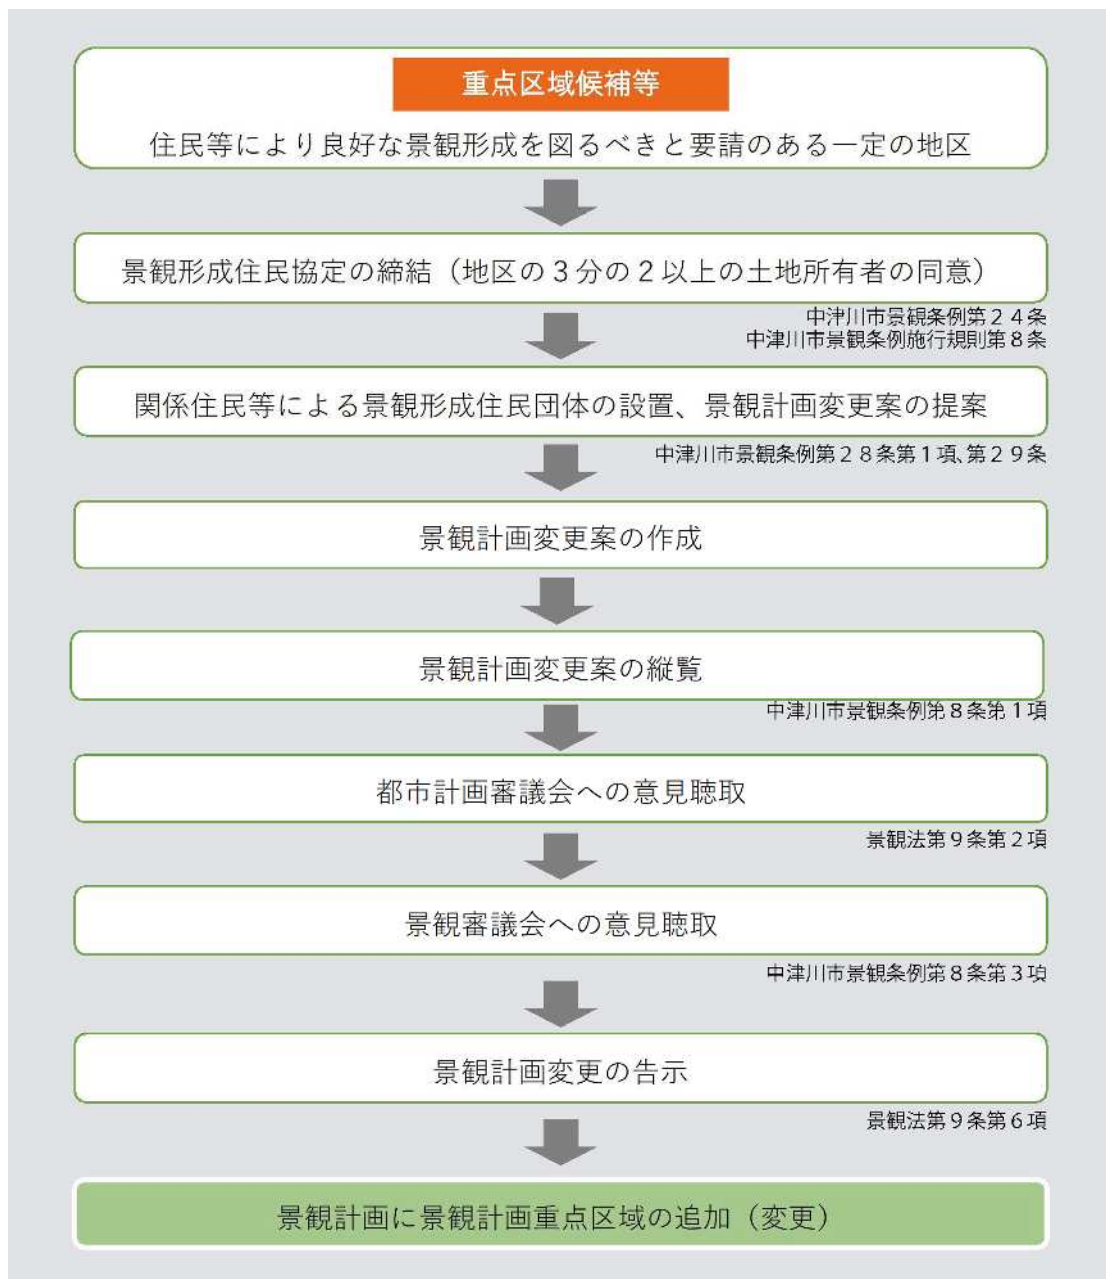 重点区域候補等
住民等により良好な景観形成を図るべきと要請のある一定の地区
景観形成住民協定の締結（地区の３分の２以上の土地所有者の同意）
中津川市景観条例第２４条
中津川市景観条例施行規則第８条
関係住民等による景観形成住民団体の設置、景観計画変更案の提案
中津川市景観条例第２８条第１項、第２９条
景観計画変更案の作成
景観計画変更案の縦覧
中津川市景観条例第８条第１項
都市計画審議会への意見聴取
景観法第９条第２項
景観審議会への意見聴取
中津川市景観条例第８条第３項
景観計画変更の告示
景観法第９条第６項
景観計画に景観計画重点区域の追加（変更）